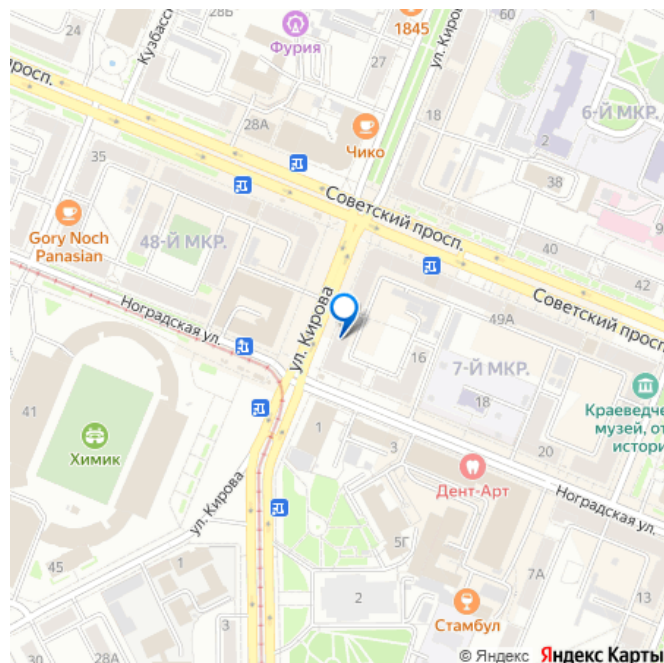 24
Кузбасс
28Б
Фурия
1845
ул. Киров
60
1
27
18
28А
Чико
2
6-Й МКР.
просп.
35
38
Советский просп.
Gory Noch
Panasian
48-Й МКР.
40
42
Ноградская ул.
ул. Кирова
49А
Советский просп.
16
7-Й МКР.
18
Краеведче
музей, от
истори
41
Химик
1
3
20
Дент-Арт
Ноградская ул.
ул. Кирова
5Г
45
1
2
7А
3
Стамбул
30
28А
1
© Яндекс Яндекс Карты